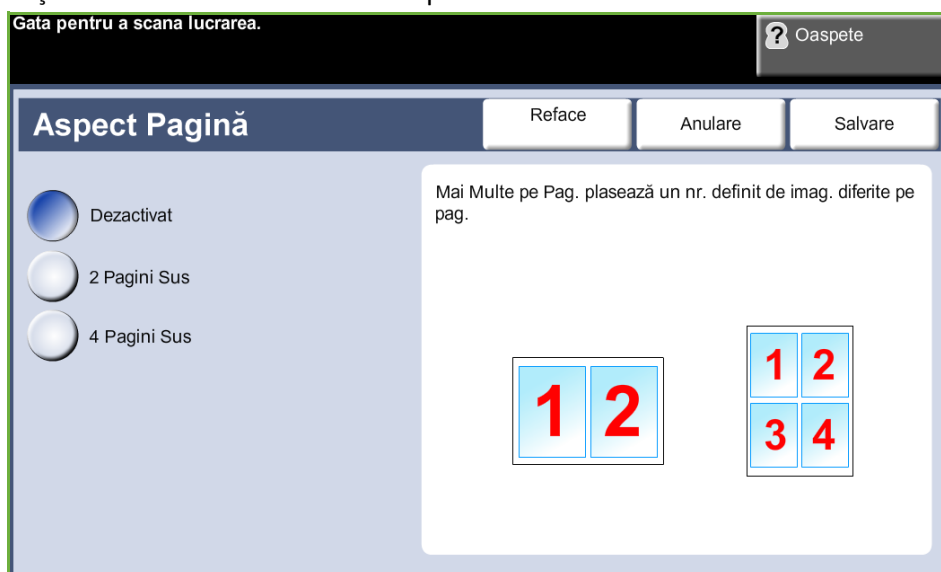 Gata pentru a scana lucrarea.
Oaspete
Aspect Pagină
Reface
Anulare
Salvare
Dezactivat
2 Pagini Sus
4 Pagini Sus
Mai Multe pe Pag. plasează un nr. definit de imag. diferite pe
pag.
1 2
1 2
3 4